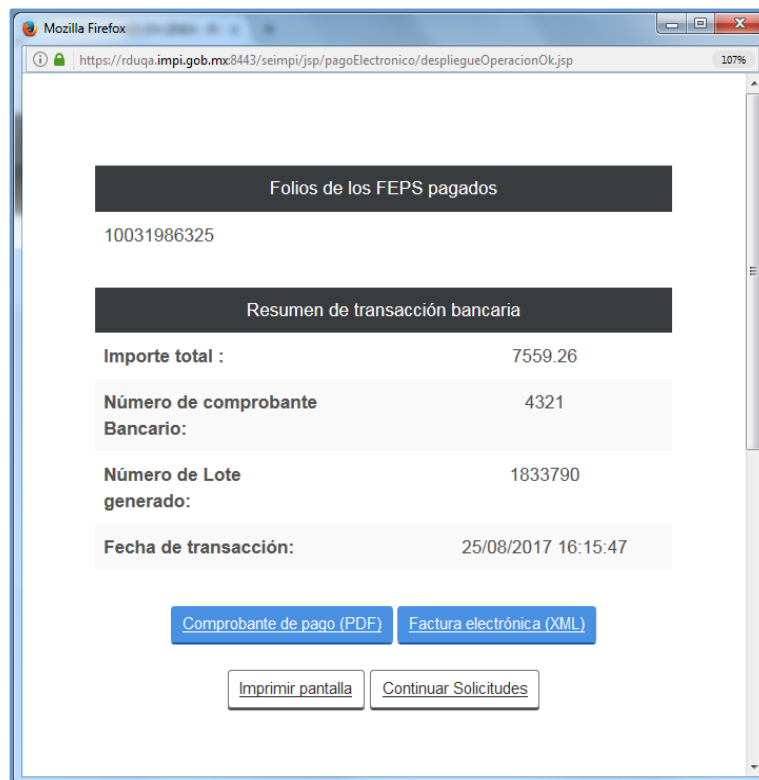 Mozilla Firefox
https://rduqa.impi.gob.mx:8443/seimpi/jsp/pagoElectronico/despliegueOperacionOk.jsp 107%
Folios de los FEPS pagados
10031986325
Resumen de transacción bancaria
Importe total : 7559.26
Número de comprobante 4321
Bancario:
Número de Lote 1833790
generado:
Fecha de transacción: 25/08/2017 16:15:47
Comprobante de pago (PDF) Factura electrónica (XML)
Imprimir pantalla Continuar Solicitudes